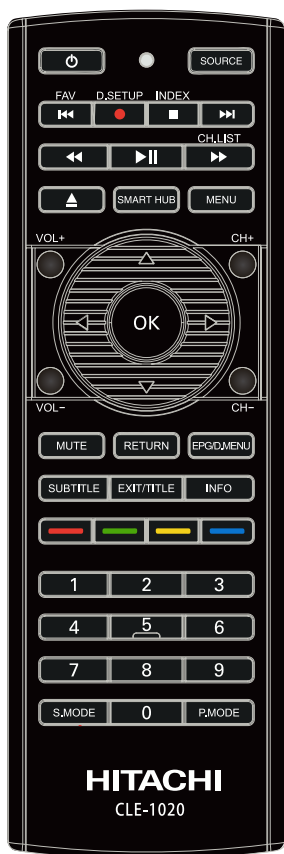 SOURCE
FAV D.SETUP INDEX
CH.LIST
SMART HUB MENU
VOL+ CH+
OK
VOL− CH−
MUTE RETURN EPG/D.MENU
SUBTITLE EXIT/TITLE INFO
1 2 3
4 5 6
7 8 9
S.MODE 0 P.MODE
HITACHI
CLE-1020